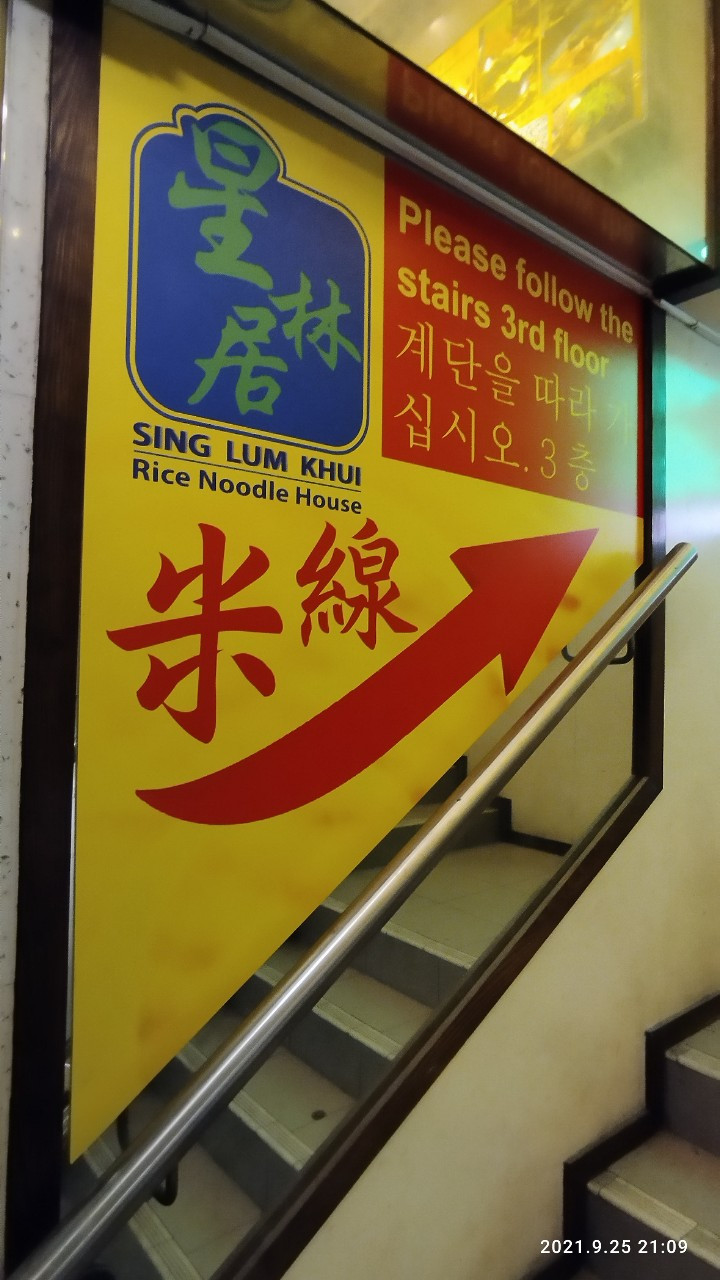 星林居
SING LUM KHUI
Rice Noodle House
米線
Please follow the
stairs 3rd floor
계단을 따라 가
십시오. 3 층
2021.9.25 21:09